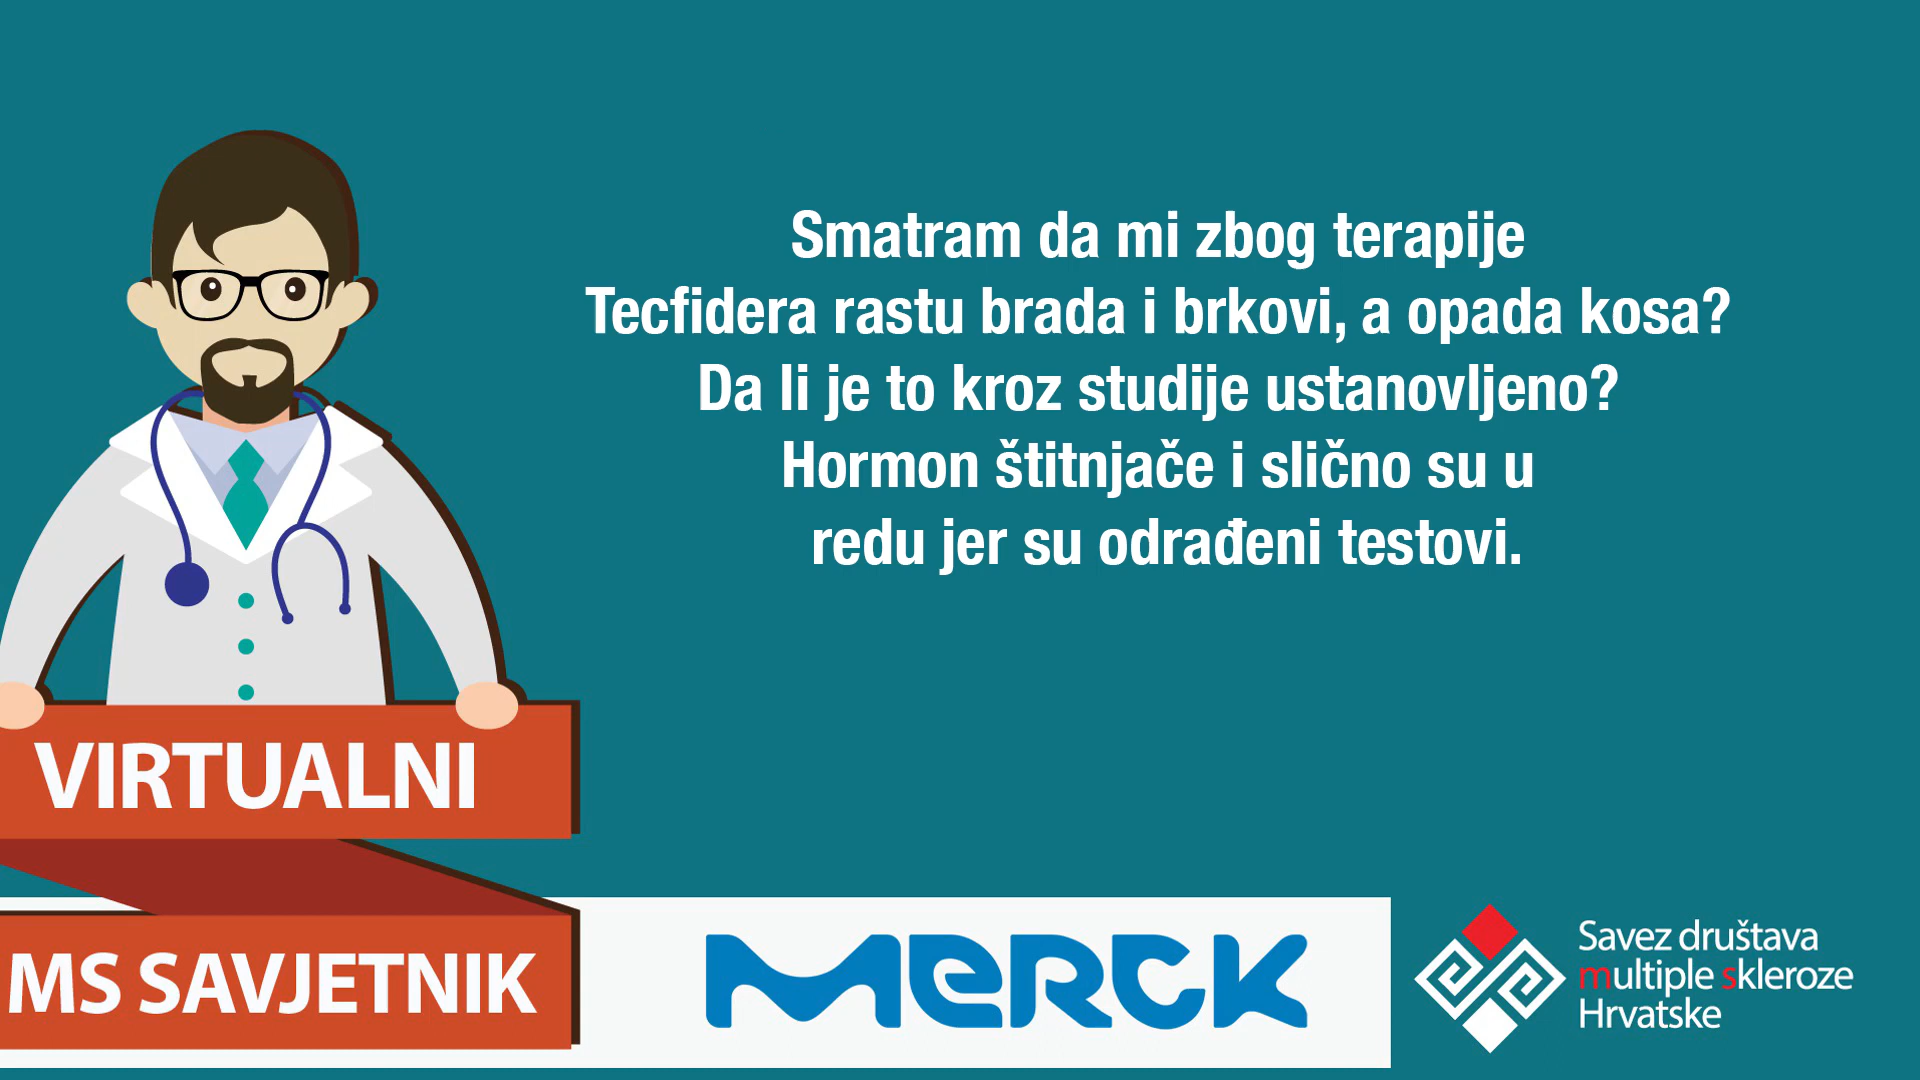 Smatram da mi zbog terapije
Tecfidera rastu brada i brkovi, a opada kosa?
Da li je to kroz studije ustanovljeno?
Hormon štitnjače i slično su u
redu jer su odrađeni testovi.
VIRTUALNI
MS SAVJETNIK
MERCK
Savez društava
multiple skleroze
Hrvatske